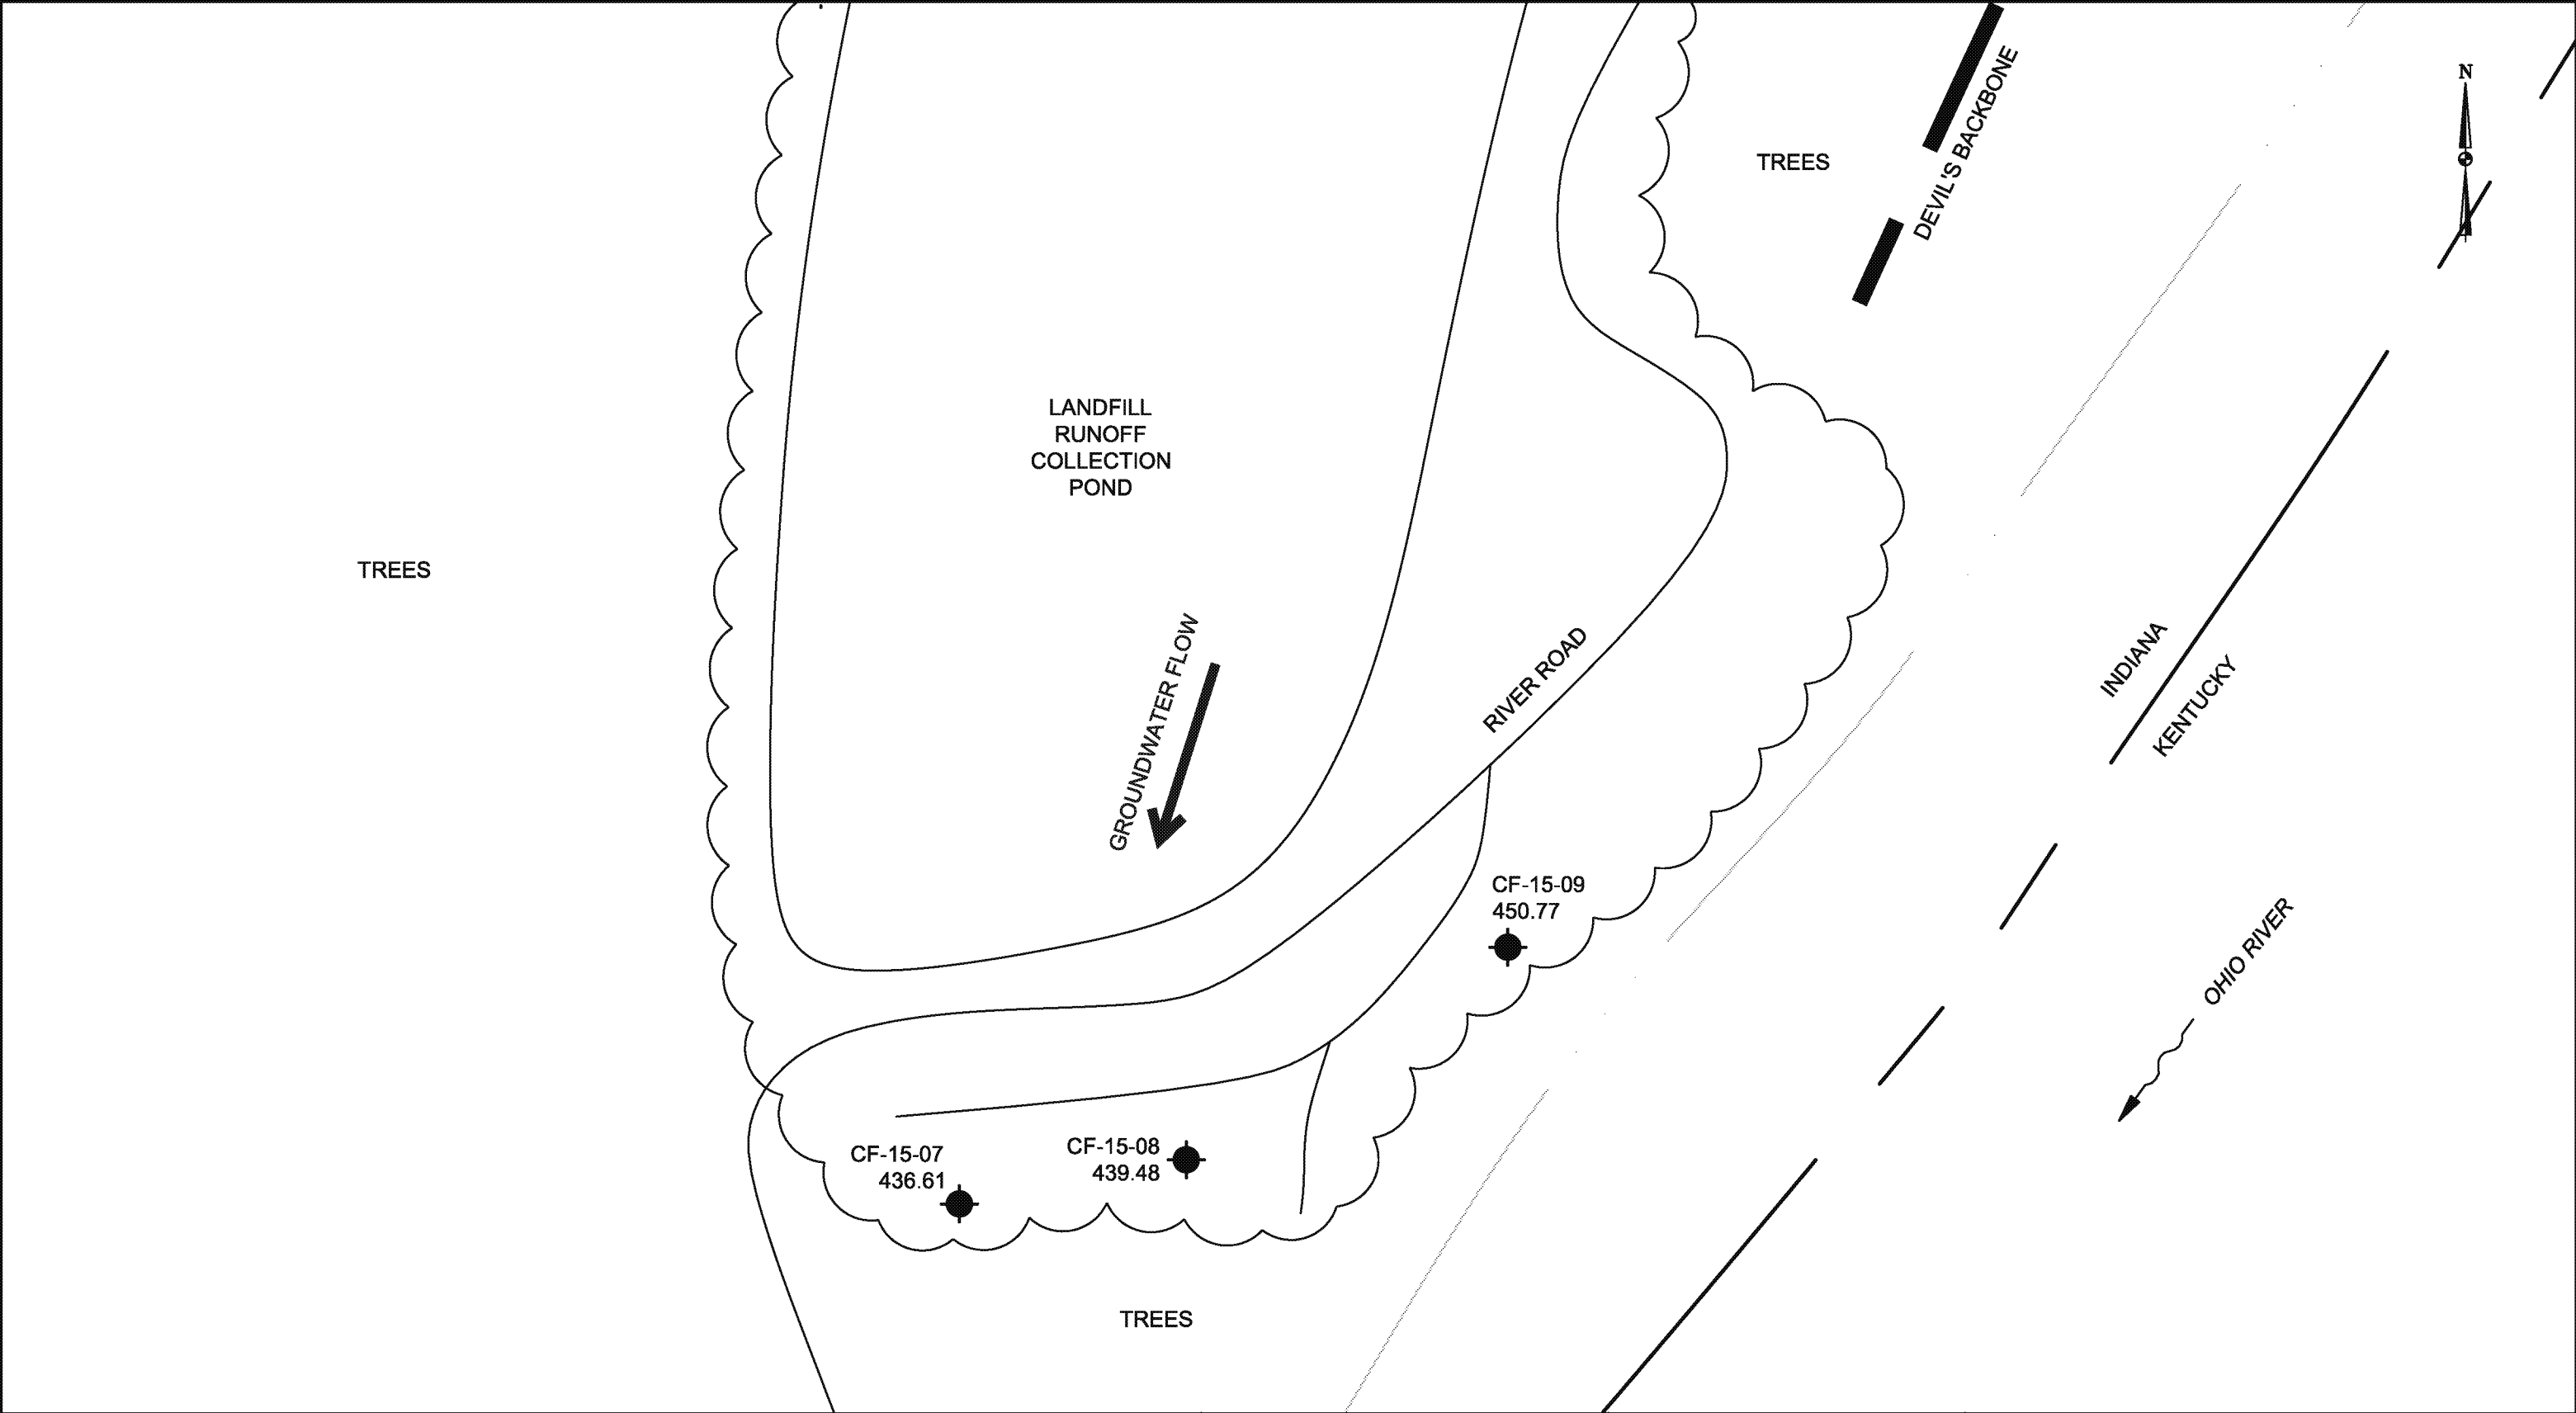 N
DEVIL'S BACKBONE
TREES
LANDFILL
RUNOFF
COLLECTION
POND
TREES
GROUNDWATER FLOW
RIVER ROAD
INDIANA
KENTUCKY
CF-15-09
450.77
OHIO RIVER
CF-15-07
436.61
CF-15-08
439.48
TREES